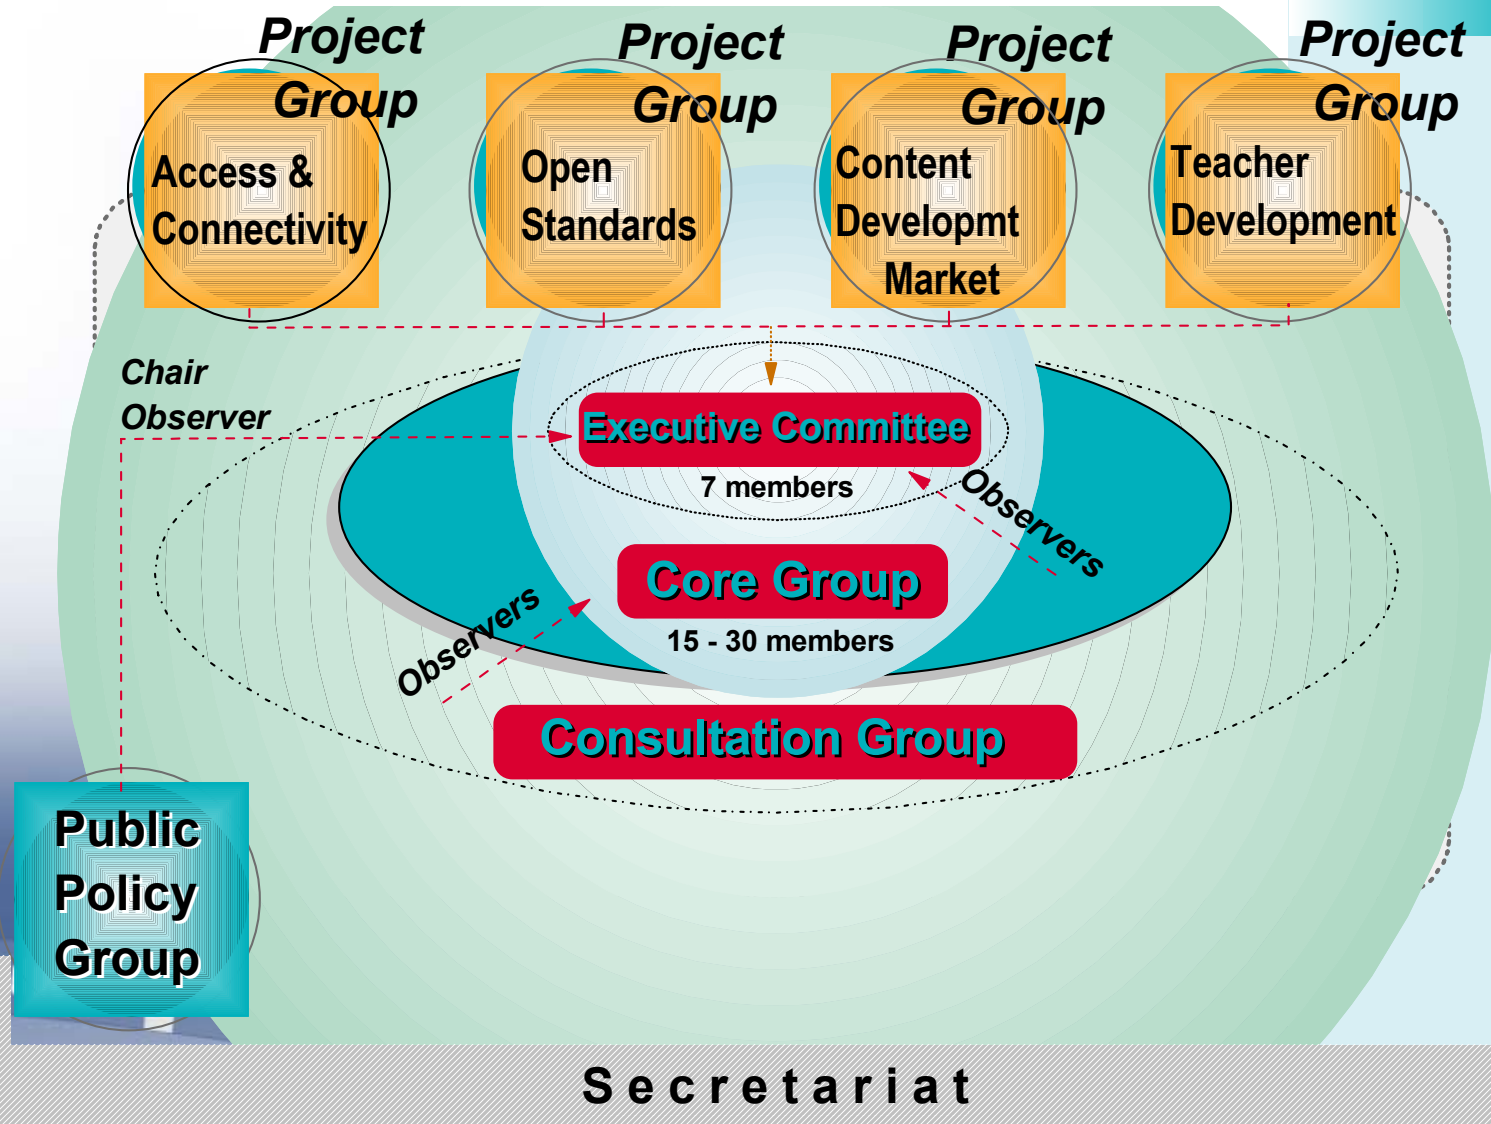 Project
Group
Access &
Connectivity
Project
Group
Open
Standards
Project
Group
Content
Developmt
Market
Project
Group
Teacher
Development
Chair
Observer
Executive Committee
7 members
Observers
Core Group
15 - 30 members
Observers
Consultation Group
Public
Policy
Group
Secretariat